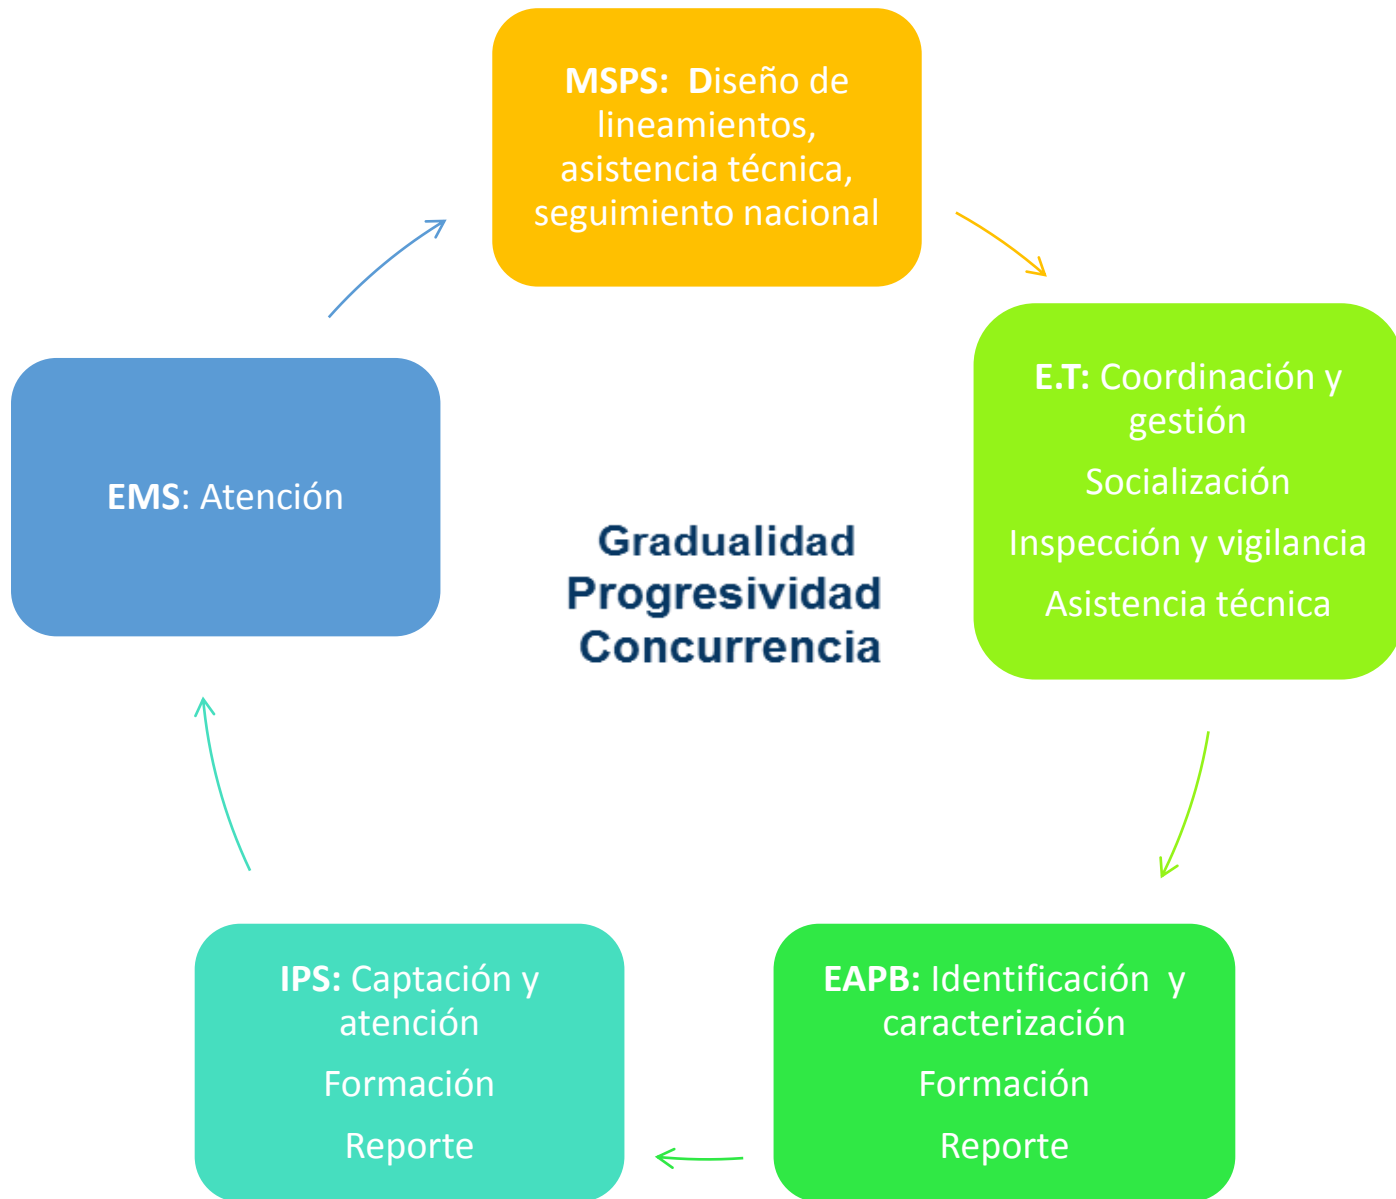 MSPS: Diseño de
lineamientos,
asistencia técnica,
seguimiento nacional
E.T: Coordinación y
gestión
Socialización
Inspección y vigilancia
Asistencia técnica
EMS: Atención
Gradualidad
Progresividad
Concurrencia
IPS: Captación y
atención
Formación
Reporte
EAPB: Identificación y
caracterización
Formación
Reporte